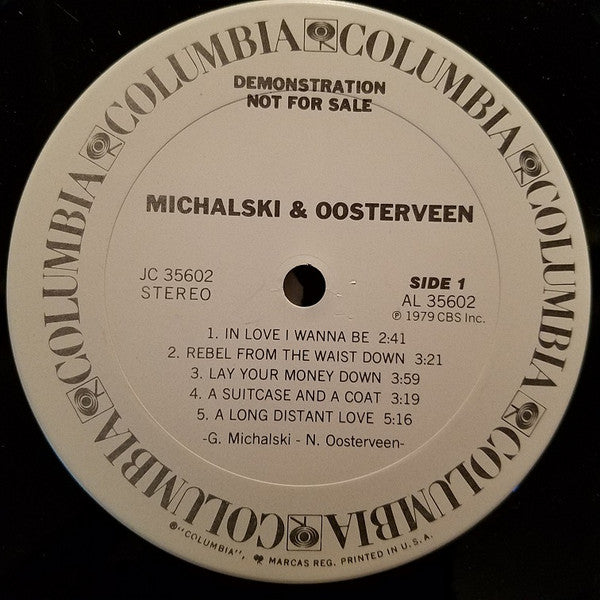 COLUMBIA COLUMBIA COLUMBIA COLUMBIA COLUMBIA COLUMBIA COLUMBIA
DEMONSTRATION
NOT FOR SALE
MICHALSKI & OOSTERVEEN
JC 35602
STEREO
SIDE 1
AL 35602
℗ 1979 CBS Inc.
1. IN LOVE I WANNA BE 2:41
2. REBEL FROM THE WAIST DOWN 3:21
3. LAY YOUR MONEY DOWN 3:59
4. A SUITCASE AND A COAT 3:19
5. A LONG DISTANT LOVE 5:16
-G. Michalski - N. Oosterveen-
®"COLUMBIA", MARCAS REG. PRINTED IN U.S.A.